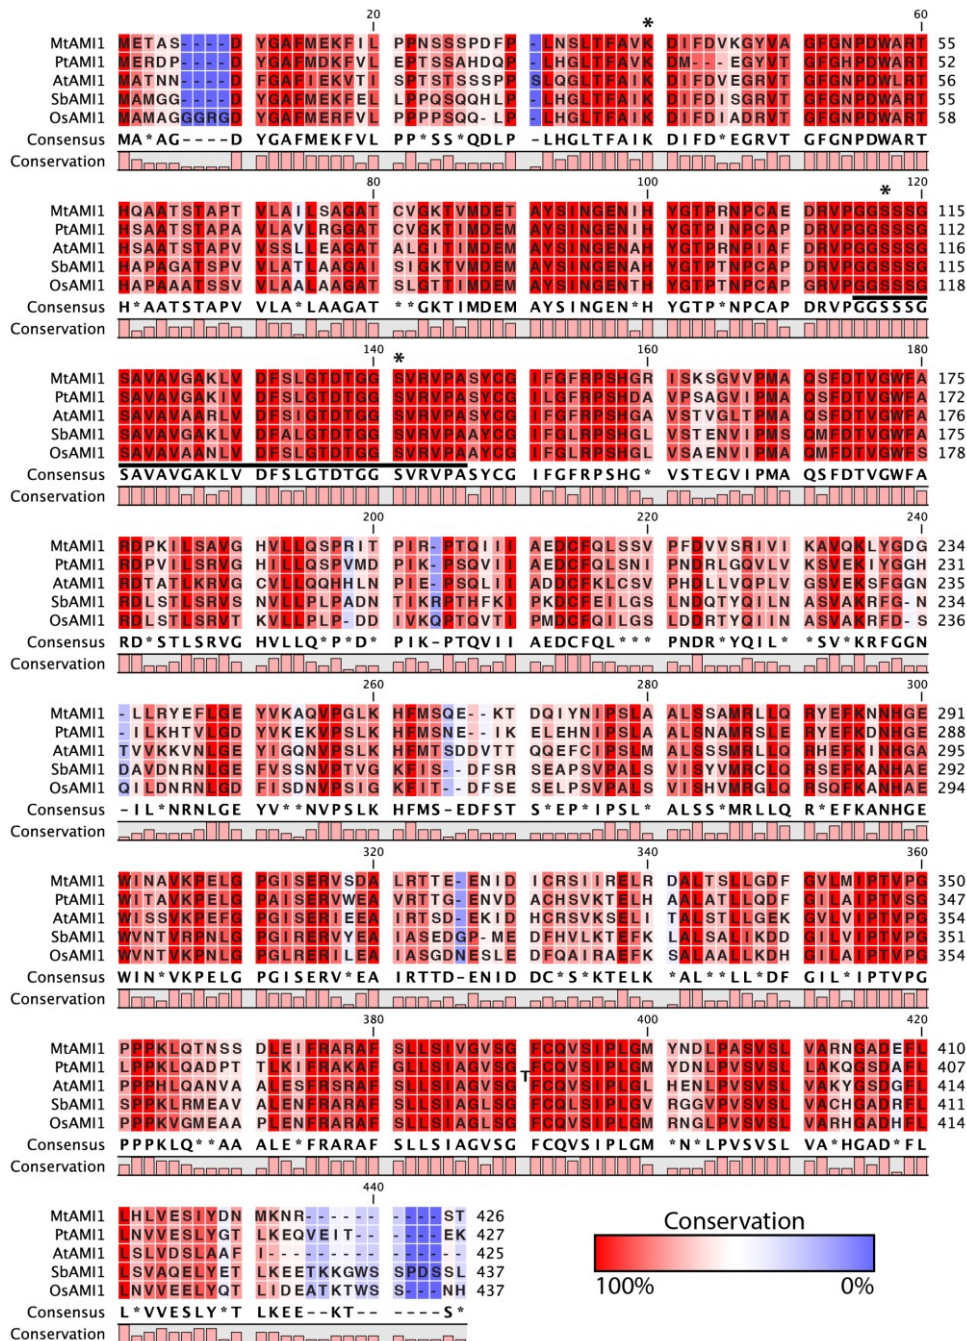 20 * 60
MtAMI1 METAS----D YGAFMEKFIL PPNSSSPDFP -LNSLTFAVK DIFDVKGYVA GFGNPDWART 55
PtAMI1 MERDP----D YGAFMDKFVL EPTSSAHDQP -LHGLTFAVK DM---EGYVT GFGNPDWART 52
AtAMI1 MATNN----D FGAFIEKVTI SPTSTSSSPP SLQGLTFAIK DIFDVEGRVT GFGNPDWLRT 56
SbAMI1 MAMGG----D YGAFMEKFEL LPPQSQQHLP -LHGLTFAIK DIFDISGRVT GFGNPDWART 55
OsAMI1 MAMAGGGRGD YGAFMERFVL PPPPSQQLLP -LHGLTFAIK DIFDIADRVT GFGNPDWART 58
Consensus MA*AG----D YGAFMEKFVL PP*SS*QDLP -LHGLTFAIK DIFD*EGRVT GFGNPDWART
Conservation
80 100 * 120
MtAMI1 HQAATSTAPT VLAILSAGAT CVGKTVMDET AYSINGENIH YGTPRNPCAE DRVPGGSSSG 115
PtAMI1 HSAATSTAPA VLAVLRGGAT CVGKTIMDEM AYSINGENIH YGTPINPCAP DRVPGGSSSG 112
AtAMI1 HSAATSTAPV VSSLLEAGAT ALGITIMDEM AYSINGENAH YGTPRNPIAF DRVPGGSSSG 116
SbAMI1 HAPAGATSPV VLATLAAGAI SIGKTVMDEM AYSINGENAH YGTPTNPCAP DRVPGGSSSG 115
OsAMI1 HAPAAATSSV VLAALAAGAT SLGTTIMDEM AYSINGENTH YGTPTNGCAP DRVPGGSSSG 118
Consensus H*AATSTAPV VLA*LAAGAT **GKTIMDEM AYSINGEN*H YGTP*NPCAP DRVPGGSSSG
Conservation
140 * 160 180
MtAMI1 SAVAVGAKLV DFSLGTDTGG SVRVPASYCG IFGFRPSHGR ISKSGVVPMA QSFDTVGWFA 175
PtAMI1 SAVAVGAKIV DFSIGTDTGG SVRVPASYCG ILGFRPSHDA VPSAGVIPMA QSFDTVGWFA 172
AtAMI1 SAVAVAARLV DFSIGTDTGG SVRVPASYCG IFGFRPSHGA VSTVGLTPMA QSFDTVGWFA 176
SbAMI1 SAVAVAANLV DFALGTDTGG SVRVPAAYCG IFGLRPSHGL VSTENVIPMS QMFDTVGWFA 175
OsAMI1 SAVAVAANLV DFSLGTDTGG SVRVPAAYCG IFGLRPSHGL VSAENVIPMA QMFDTVGWFS 178
Consensus SAVAVGAKLV DFSLGTDTGG SVRVPASYCG IFGFRPSHG* VSTEGVIPMA QSFDTVGWFA
Conservation
200 220 240
MtAMI1 RDPKILSAVG HVLLQSPRIT PIR-PTQIII AEDCFQLSSV PFDVVSRIVI KAVQKLYGDG 234
PtAMI1 RDPVILNRVG RVLLQSPVMD PIK-PSQVII AEDCFQLSNI PNDRLGQVLV KSVEKIYGGH 231
AtAMI1 RDTATLKRVG CVLLQQHHLN PIE-PSQLII ADDCFKLCSV PHDLLVQPLV GSVEKSFGGN 235
SbAMI1 RDLSTLSRVS NVLLPLPADN TIKRPTHFKI PKDCFEILGS LNDQTYQILN ASVAKRFG-N 234
OsAMI1 RDLSTLSRVT KVLLPLP-DD IVKQPTQVTI PMDCFQILGS LDDRTYQIIN ASVAKRFD-S 236
Consensus RD*STLSRVG HVLLQ*P*D* PIK-PTQVII AEDCFQL*** PNDR*YQIL* *SV*KRFGGN
Conservation
260 280 300
MtAMI1 -LLRYEFLGE YVKAQVPGLK HFMSQE--KT DQIYNIPSLA ALSSAMRLLQ RYEFKNNHGE 291
PtAMI1 -ILKHTVLGD YVKEKVPSLK HFMSNE--IK ELEHNIPSLA ALSNAMRSLQ RYEFKDNHGE 288
AtAMI1 TVVKKVNLGE YIGQNVPSLK HFMTSDDVTT QQEFCIPSLM ALSSSMRLLQ RHEFKINHGA 295
SbAMI1 DAVDNRNLGE FVSSNVPTVG KFIS--DFSR SEAPSVPALS VISYVMRCLQ RSEFKANHAE 292
OsAMI1 QILDNRNLGD FISDNVPSIG KFIT--DFSE SELPSVPALS VISHVMRGLQ RSQFKANHAE 294
Consensus -IL*NRNLGE YV**NVPSLK HFMS-EDFST S*EP*IPSL* ALSS*MRLLQ R*EFKANHGE
Conservation
320 340 360
MtAMI1 WINAVKPELG PGISERVSDA LRTTE-ENID ICRSIIRELR DALTSLLGDF GVLMIPTVPG 350
PtAMI1 WITAVKPELG PAISERVWEA VRTTG-ENVD ACHSVKTELH AALATLLQDF GILAIPTVPG 347
AtAMI1 WISSVKPEFG PGISERIEEA IRTSD-EKID HCRSVKSELI TALSTLLGEK GVLVIPTVPG 354
SbAMI1 WVNTVRPNLG PGIRERVYEA IASEDGP-ME DFHVLKTEFK LALSALIKDD GILVIPTVPG 351
OsAMI1 WVNTVKPNLG PGLRERILEA IASGDNESLE DFQAIRAEFK SALAALLKDH GILAIPTVPG 354
Consensus WIN*VKPELG PGISERV*EA IRTTD-ENID DC*S*KTELK *AL**LL*DF GIL*IPTVPG
Conservation
380 400 420
MtAMI1 PPPKLQTNSS DLEIFRARAF SLLSIVGVSG FCQVSIPLGM YNDLPASVSL VARNGADEFL 410
PtAMI1 LPPKLQADPT TLKIFRAKAF GLLSIAGVSG FCQVSIPLGM YDNLPVSVSL LAKQGSDAFL 407
AtAMI1 PPPHLQANVA ALESFRSRAF SLLSIAGVSG FCQVSIPLGL HENLPVSVSL VAKYGSDGFL 414
SbAMI1 SPPKLRMEAV ALENFRARAF SLLSIAGLSG FCQVSIPLGV RGGVPVSVSL VACHGADRFL 411
OsAMI1 PPPKVGMEAA PLENFRARAF SLLSIAGLSG FCQVSIPLGM RNGLPVSVSL VARHGADHFL 414
T
Consensus PPPKLQ**AA ALE*FRARAF SLLSIAGVSG FCQVSIPLGM *N*LPVSVSL VA*HGAD*FL
Conservation
440
MtAMI1 LHLVESIYDN MKNR------ ----ST 426
PtAMI1 LNVVESLYGT LKEQVEIT-- ----EK 427
AtAMI1 LSLVDSLAAF I--------- ------ 425
SbAMI1 LSVAQELYET LKEETKKGWS SPDSSL 437
OsAMI1 LNVVEELYQT LIDEATKTWS S---NH 437
Consensus L*VVESLY*T LKEE--KT-- ----S*
Conservation
Conservation
100% 0%